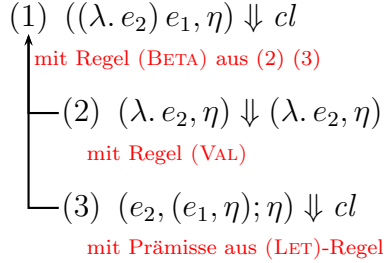 (1) ((λ. e₂) e₁, η) ⇓ cl
mit Regel (BETA) aus (2) (3)
(2) (λ. e₂, η) ⇓ (λ. e₂, η)
mit Regel (VAL)
(3) (e₂, (e₁, η); η) ⇓ cl
mit Prämisse aus (LET)-Regel